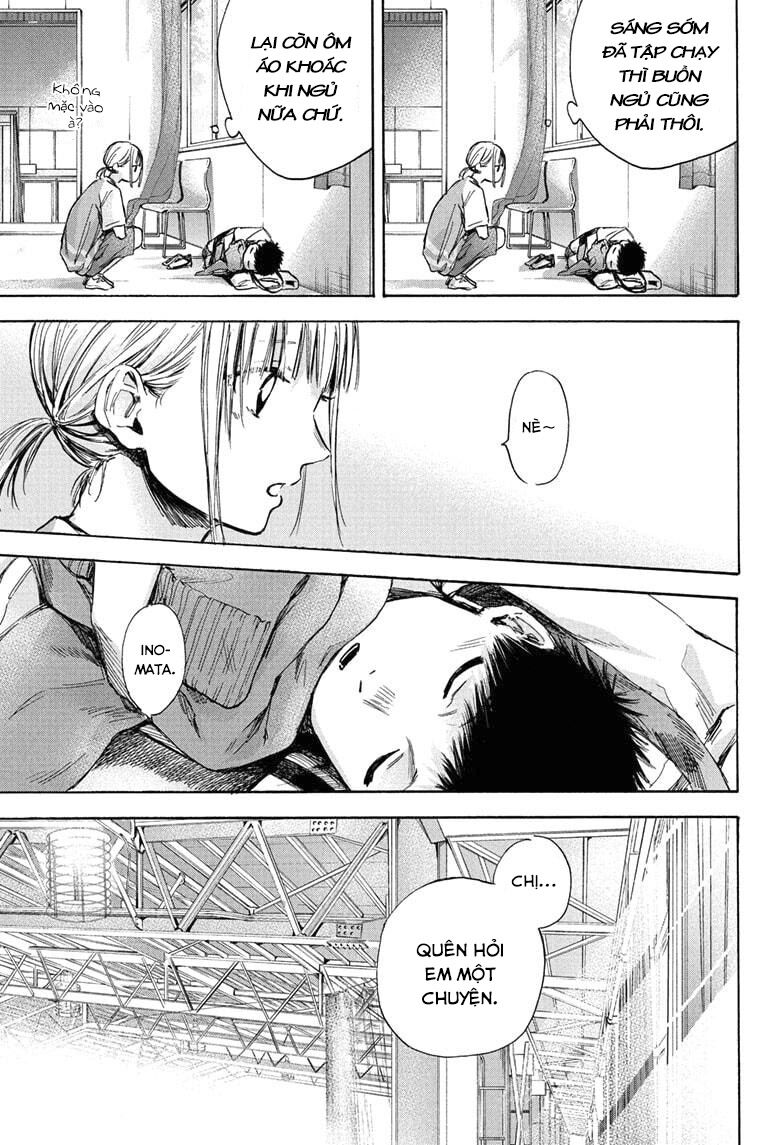 SÁNG SỚM
ĐÃ TẬP CHẠY
THÌ BUỒN
NGỦ CŨNG
PHẢI THÔI.
LẠI CÒN ÔM
ÁO KHOÁC
KHI NGỦ
NỮA CHỨ.
Không
mặc vào
à?
NÈ~
INO-
MATA.
CHỊ...
QUÊN HỎI
EM MỘT
CHUYỆN.